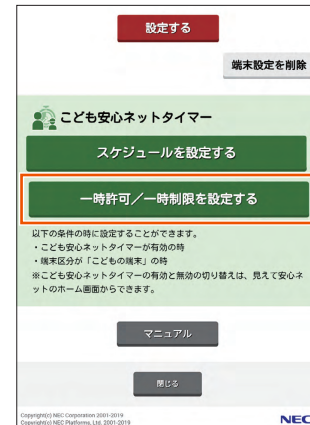 設定する
端末設定を削除
こども安心ネットタイマー
スケジュールを設定する
一時許可／一時制限を設定する
以下の条件の時に設定することができます。
・こども安心ネットタイマーが有効の時
・端末区分が「こどもの端末」の時
※こども安心ネットタイマーの有効と無効の切り替えは、見えて安心ネ
ットのホーム画面からできます。
マニュアル
閉じる
Copyright(c) NEC Corporation 2001-2019
Copyright(c) NEC Platforms, Ltd. 2001-2019
NEC